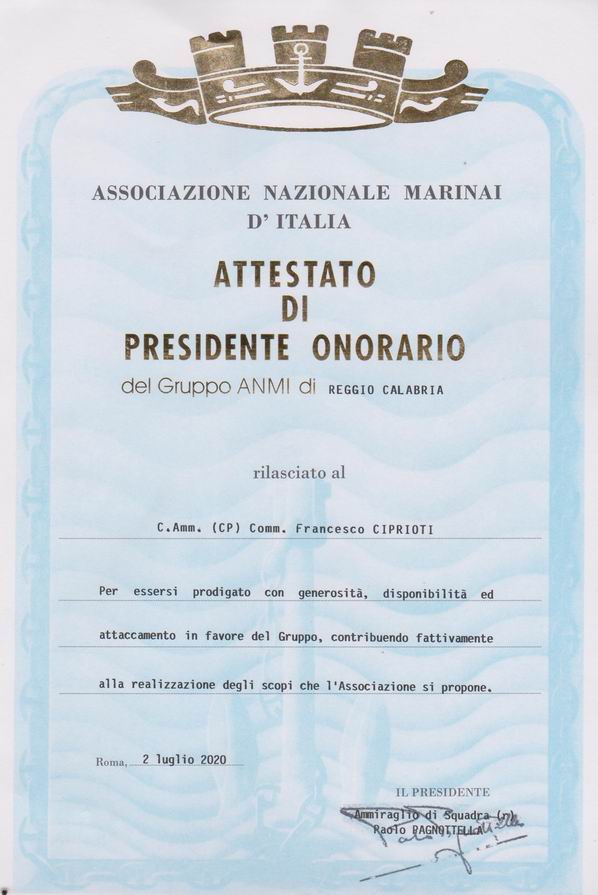 ASSOCIAZIONE NAZIONALE MARINAI
D' ITALIA
ATTESTATO
DI
PRESIDENTE ONORARIO
del Gruppo ANMI di REGGIO CALABRIA
rilasciato al
C.Amm. (CP) Comm. Francesco CIPRIOTI
Per essersi prodigato con generosità, disponibilità ed
attaccamento in favore del Gruppo, contribuendo fattivamente
alla realizzazione degli scopi che l'Associazione si propone.
Roma, 2 luglio 2020
IL PRESIDENTE
Ammiraglio di Squadra (r)
Paolo PAGNOTTELLA